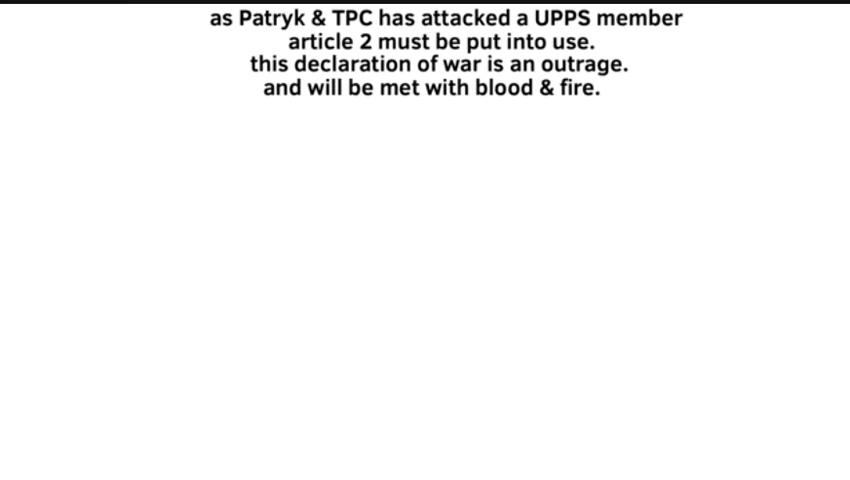 as Patryk & TPC has attacked a UPPS member
article 2 must be put into use.
this declaration of war is an outrage.
and will be met with blood & fire.